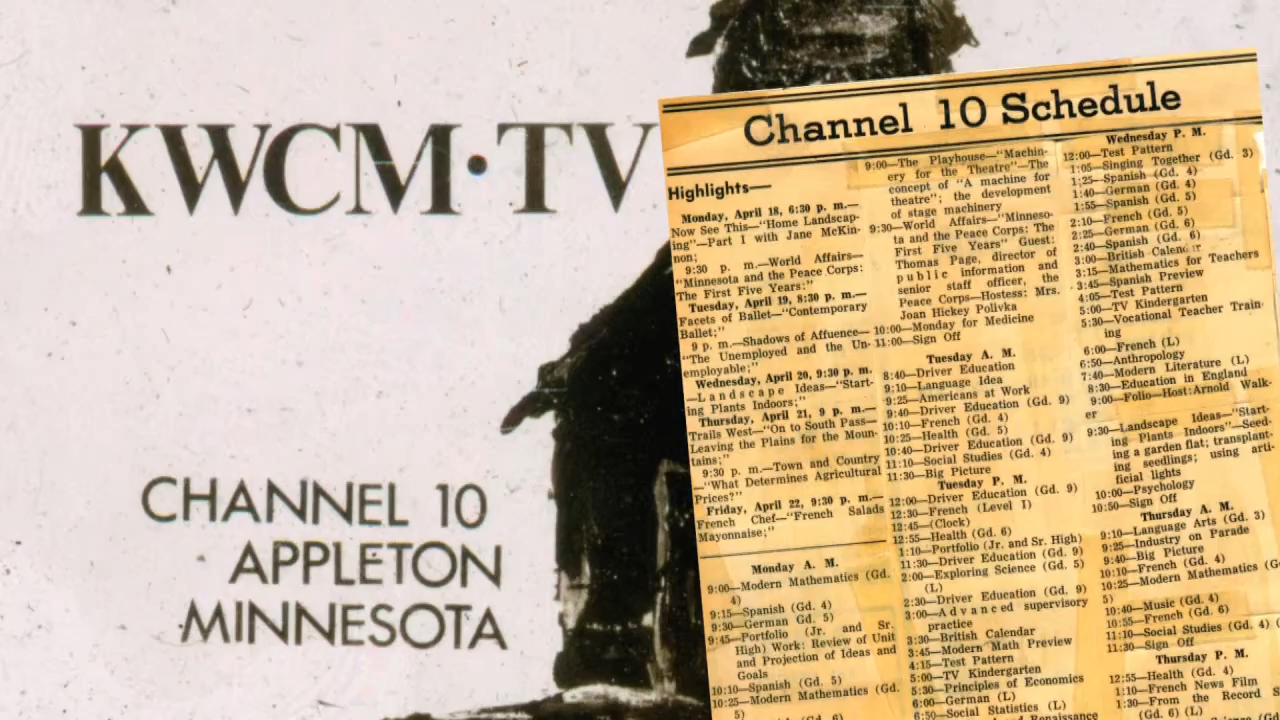 KWCM·TV
CHANNEL 10
APPLETON
MINNESOTA
Channel 10 Schedule
Highlights—
Monday, April 18, 6:30 p. m.—
Now See This—"Home Landscap-
ing"—Part I with Jane McKin-
non;
9:30 p. m.—World Affairs—
"Minnesota and the Peace Corps:
The First Five Years:"
Tuesday, April 19, 8:30 p. m.—
Facets of Ballet—"Contemporary
Ballet;"
9 p. m.—Shadows of Affuence—
"The Unemployed and the Un-
employable;"
Wednesday, April 20, 9:30 p. m.
—Landscape Ideas—"Start-
ing Plants Indoors;"
Thursday, April 21, 9 p. m.—
Trails West—"On to South Pass—
Leaving the Plains for the Moun-
tains;"
9:30 p. m.—Town and Country
—"What Determines Agricultural
Prices?"
Friday, April 22, 9:30 p. m.—
French Chef—"French Salads
Mayonnaise;"
Monday A. M.
9:00—Modern Mathematics (Gd.
4)
9:15—Spanish (Gd. 4)
9:30—German (Gd. 5)
9:45—Portfolio (Jr. and Sr.
High) Work: Review of Unit
and Projection of Ideas and
Goals
10:10—Spanish (Gd. 5)
10:25—Modern Mathematics (Gd.
5)
9:00—The Playhouse—"Machin-
ery for the Theatre"—The
concept of "A machine for
theatre"; the development
of stage machinery
9:30—World Affairs—"Minneso-
ta and the Peace Corps: The
First Five Years" Guest:
Thomas Page, director of
public information and
senior staff officer, the
Peace Corps—Hostess: Mrs.
Joan Hickey Polivka
10:00—Monday for Medicine
11:00—Sign Off
Tuesday A. M.
8:40—Driver Education
9:10—Language Idea
9:25—Americans at Work
9:40—Driver Education (Gd. 9)
10:10—French (Gd. 4)
10:25—Health (Gd. 5)
10:40—Driver Education (Gd. 9)
11:10—Social Studies (Gd. 4)
11:30—Big Picture
Tuesday P. M.
12:00—Driver Education (Gd. 9)
12:30—French (Level I)
12:45—(Clock)
12:55—Health (Gd. 6)
1:10—Portfolio (Jr. and Sr. High)
11:30—Driver Education (Gd. 9)
2:00—Exploring Science (Gd. 5)
(L)
2:30—Driver Education (Gd. 9)
3:00—Advanced supervisory
practice
3:30—British Calendar
3:45—Modern Math Preview
4:15—Test Pattern
5:00—TV Kindergarten
5:30—Principles of Economics
6:00—German (L)
6:50—Social Statistics (L)
Renaissance
Wednesday P. M.
12:00—Test Pattern
1:05—Singing Together (Gd. 3)
1:25—Spanish (Gd. 4)
1:40—German (Gd. 4)
1:55—Spanish (Gd. 5)
2:10—French (Gd. 5)
2:25—German (Gd. 6)
2:40—Spanish (Gd. 6)
3:00—British
3:15—Mathematics for Teachers
3:45—Spanish Preview
4:05—Test Pattern
5:00—TV Kindergarten
5:30—Vocational Teacher Train-
ing
6:00—French (L)
6:50—Anthropology
7:40—Modern Literature (L)
8:30—Education in England
9:00—Folio—Host:Arnold Walk-
er
9:30—Landscape Ideas—"Start-
ing Plants Indoors"—Seed-
ing a garden flat; transplant-
ing seedlings; using arti-
ficial lights
10:00—Psychology
10:50—Sign Off
Thursday A. M.
9:10—Language Arts (Gd. 3)
9:25—Industry on Parade
9:40—Big Picture
10:10—French (Gd. 4)
10:25—Modern Mathematics (G
5)
10:40—Music (Gd. 4)
10:55—French (Gd. 6)
11:10—Social Studies (Gd. 4) (
11:30—Sign Off
Thursday P. M.
12:55—Health (Gd. 4)
1:10—French News Film
1:30—From the Record S
(Gd. 6) (L)